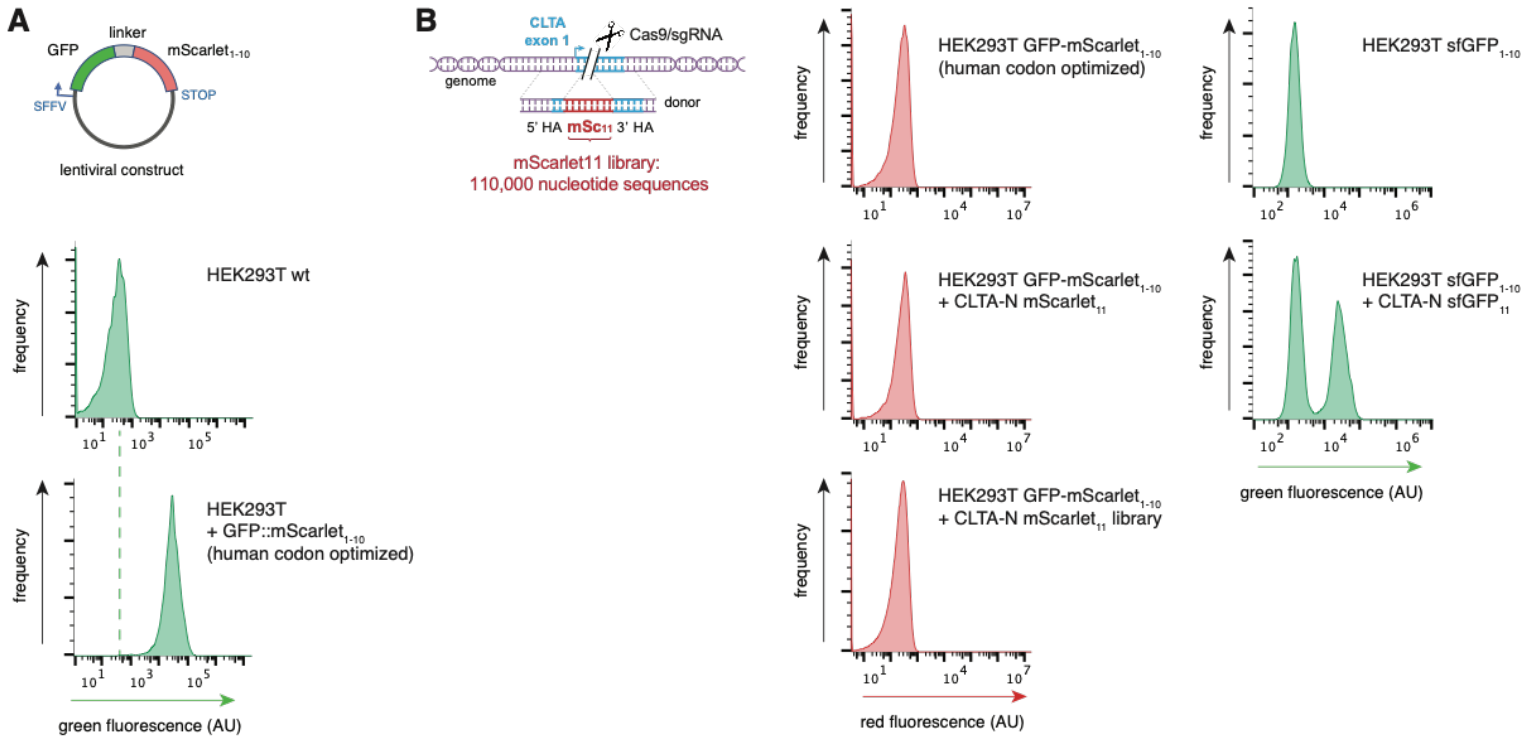 A
linker
GFP
mScarlet1-10
SFFV
STOP
lentiviral construct
frequency
HEK293T wt
10^1 10^3 10^5
frequency
HEK293T
+ GFP::mScarlet1-10
(human codon optimized)
10^1 10^3 10^5
green fluorescence (AU)
B
CLTA
exon 1
Cas9/sgRNA
genome
donor
5' HA mSc11 3' HA
mScarlet11 library:
110,000 nucleotide sequences
frequency
HEK293T GFP-mScarlet1-10
(human codon optimized)
10^1 10^4 10^7
frequency
HEK293T GFP-mScarlet1-10
+ CLTA-N mScarlet11
10^1 10^4 10^7
frequency
HEK293T GFP-mScarlet1-10
+ CLTA-N mScarlet11 library
10^1 10^4 10^7
red fluorescence (AU)
frequency
HEK293T sfGFP1-10
10^2 10^4 10^6
frequency
HEK293T sfGFP1-10
+ CLTA-N sfGFP11
10^2 10^4 10^6
green fluorescence (AU)